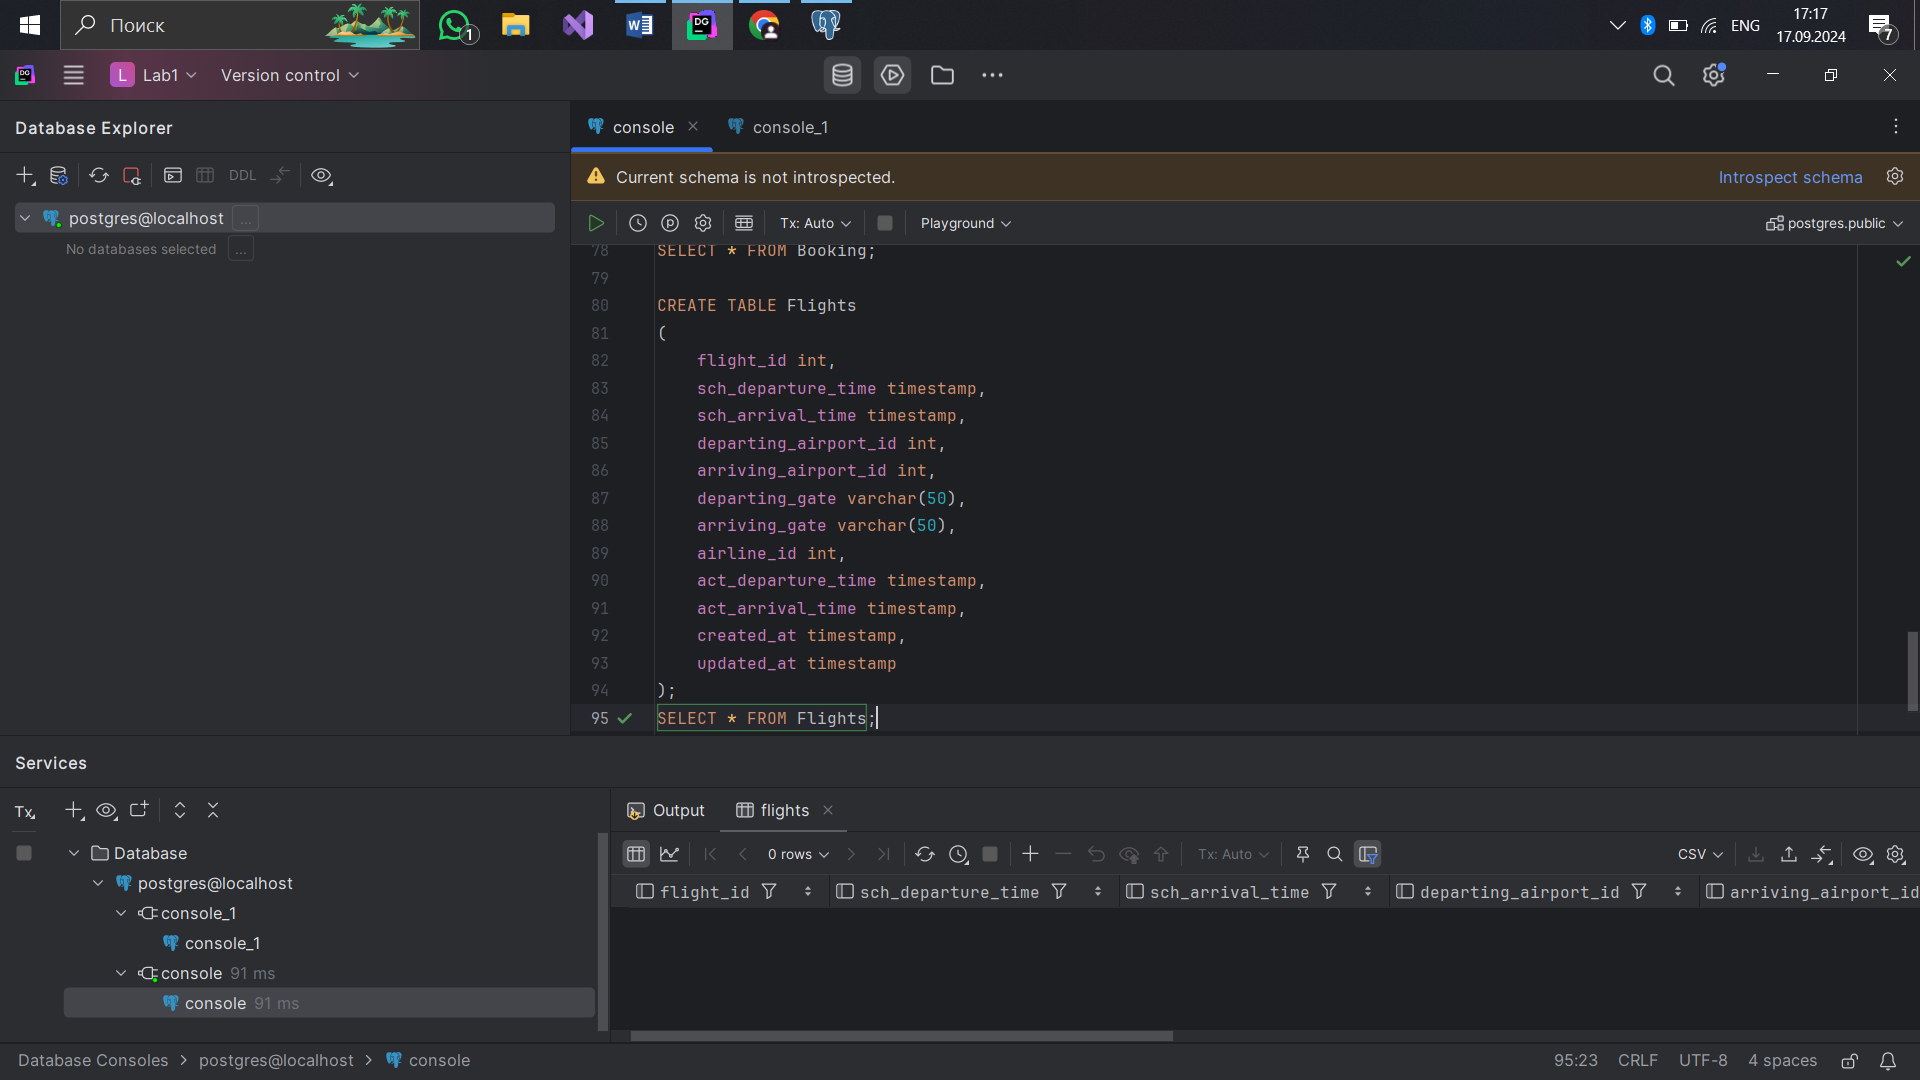 Поиск
1
ENG
17:17
17.09.2024
7
L Lab1
Version control
Database Explorer
DDL
postgres@localhost ...
No databases selected ...
console
console_1
Current schema is not introspected.
Introspect schema
Tx: Auto
Playground
postgres.public
78 SELECT * FROM Booking;
79
80 CREATE TABLE Flights
81 (
82 flight_id int,
83 sch_departure_time timestamp,
84 sch_arrival_time timestamp,
85 departing_airport_id int,
86 arriving_airport_id int,
87 departing_gate varchar(50),
88 arriving_gate varchar(50),
89 airline_id int,
90 act_departure_time timestamp,
91 act_arrival_time timestamp,
92 created_at timestamp,
93 updated_at timestamp
94 );
95 SELECT * FROM Flights;
Services
Tx
Database
postgres@localhost
console_1
console_1
console 91 ms
console 91 ms
Output
flights
0 rows
Tx: Auto
CSV
flight_id
sch_departure_time
sch_arrival_time
departing_airport_id
arriving_airport_id
Database Consoles > postgres@localhost > console
95:23
CRLF
UTF-8
4 spaces